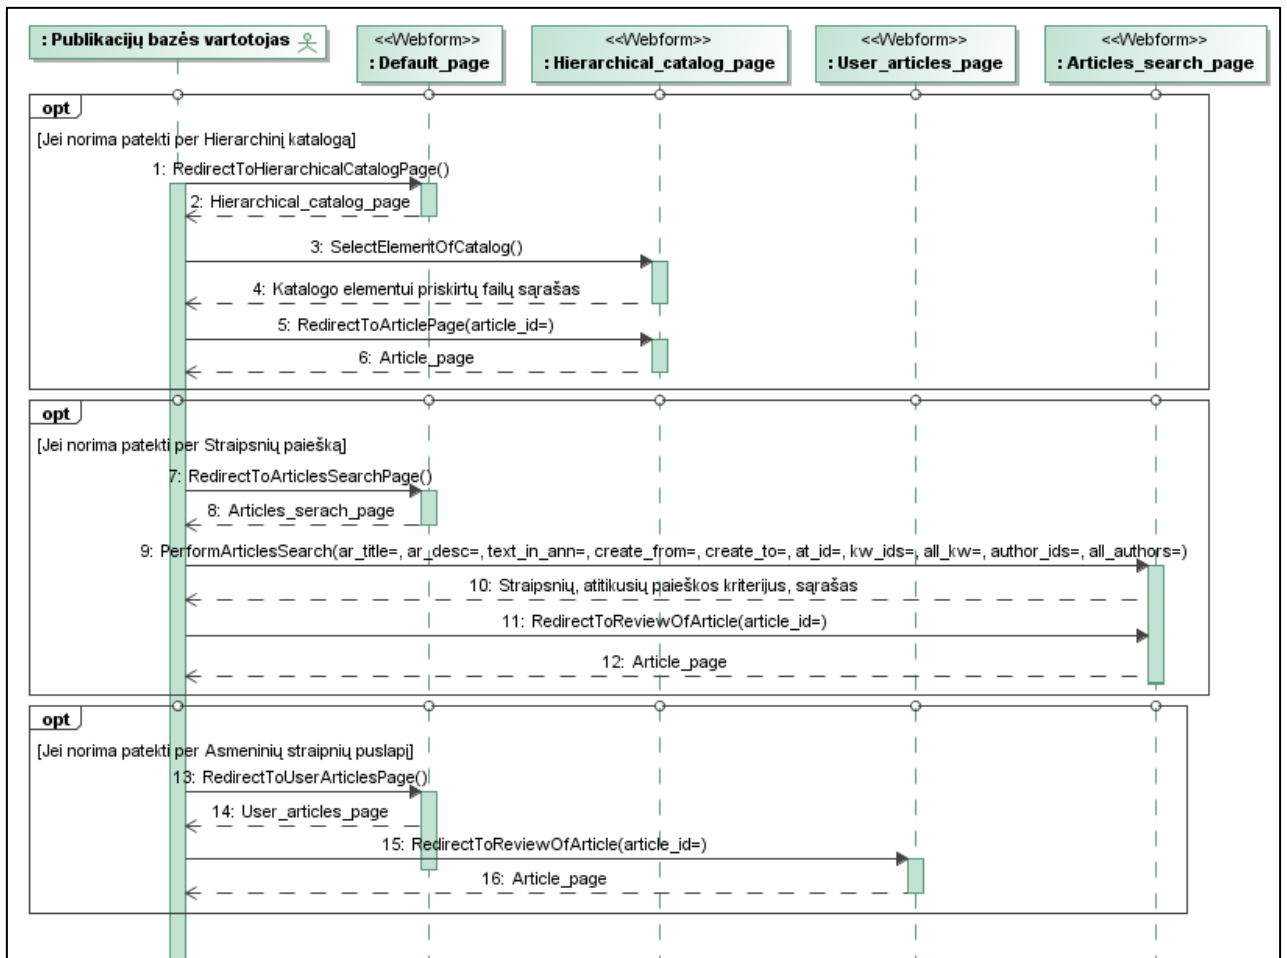 : Publikacijų bazės vartotojas
<<Webform>>
: Default_page
<<Webform>>
: Hierarchical_catalog_page
<<Webform>>
: User_articles_page
<<Webform>>
: Articles_search_page
opt
[Jei norima patekti per Hierarchinį katalogą]
1: RedirectToHierarchicalCatalogPage()
2: Hierarchical_catalog_page
3: SelectElementOfCatalog()
4: Katalogo elementui priskirtų failų sąrašas
5: RedirectToArticlePage(article_id=)
6: Article_page
opt
[Jei norima patekti per Straipsnių paiešką]
7: RedirectToArticlesSearchPage()
8: Articles_serach_page
9: PerformArticlesSearch(ar_title=, ar_desc=, text_in_ann=, create_from=, create_to=, at_id=, kw_ids=, all_kw=, author_ids=, all_authors=)
10: Straipsnių, atitikusių paieškos kriterijus, sąrašas
11: RedirectToReviewOfArticle(article_id=)
12: Article_page
opt
[Jei norima patekti per Asmeninių straipnių puslapį]
13: RedirectToUserArticlesPage()
14: User_articles_page
15: RedirectToReviewOfArticle(article_id=)
16: Article_page